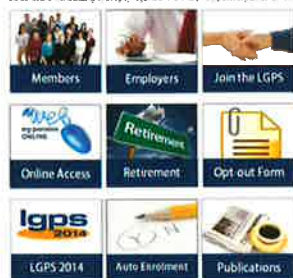 Members
Employers
Join the LGPS
my pension
ONLINE
Online Access
Retirement
Retirement
Opt-out Form
lgps
2014
LGPS 2014
Y
N
Auto Enrolment
Publications